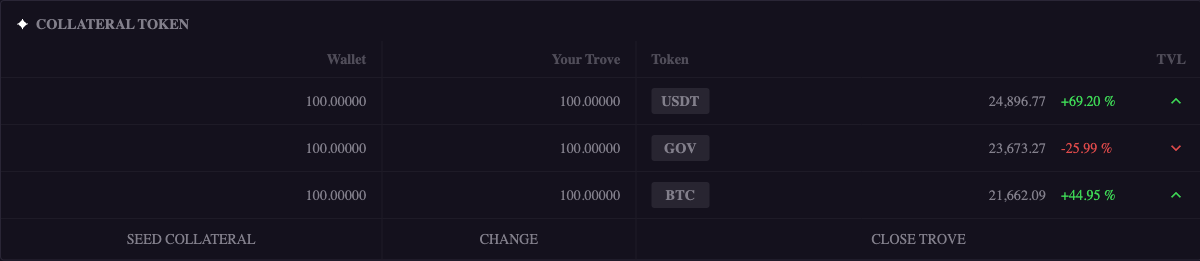 COLLATERAL TOKEN
Wallet Your Trove Token TVL
100.00000 100.00000 USDT 24,896.77 +69.20 %
100.00000 100.00000 GOV 23,673.27 -25.99 %
100.00000 100.00000 BTC 21,662.09 +44.95 %
SEED COLLATERAL CHANGE CLOSE TROVE